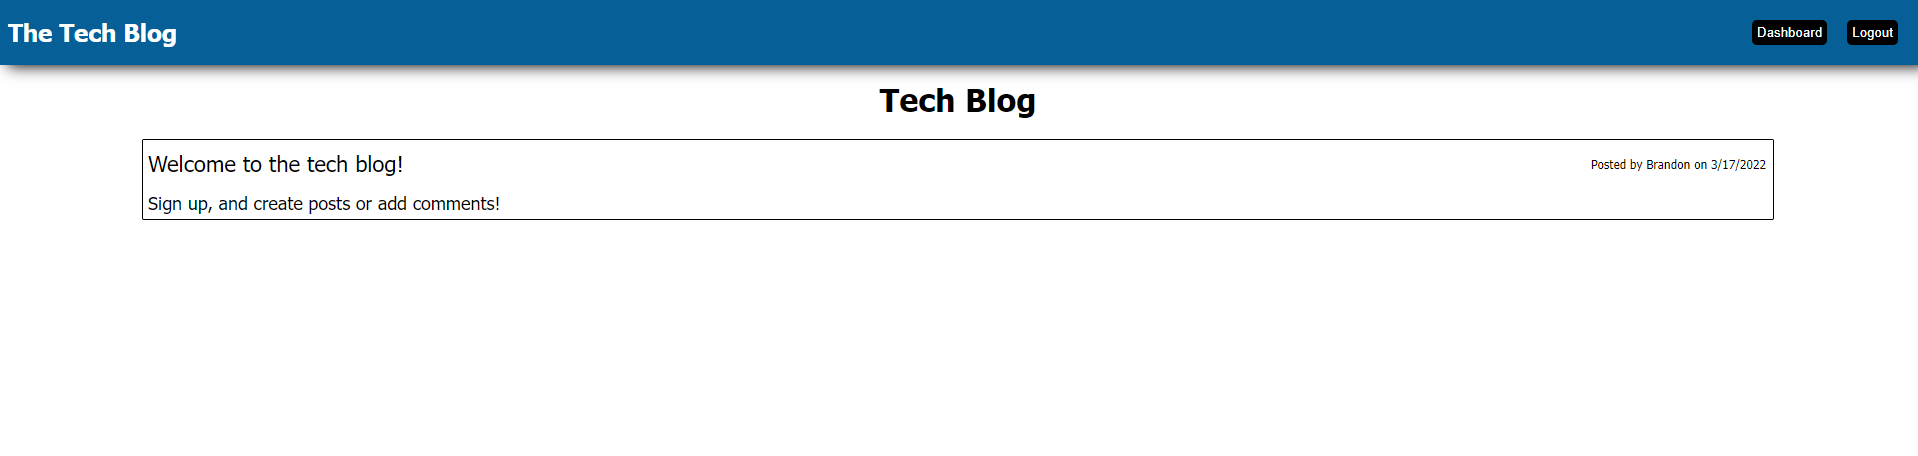 The Tech Blog
Dashboard Logout
Tech Blog
Welcome to the tech blog!
Posted by Brandon on 3/17/2022
Sign up, and create posts or add comments!